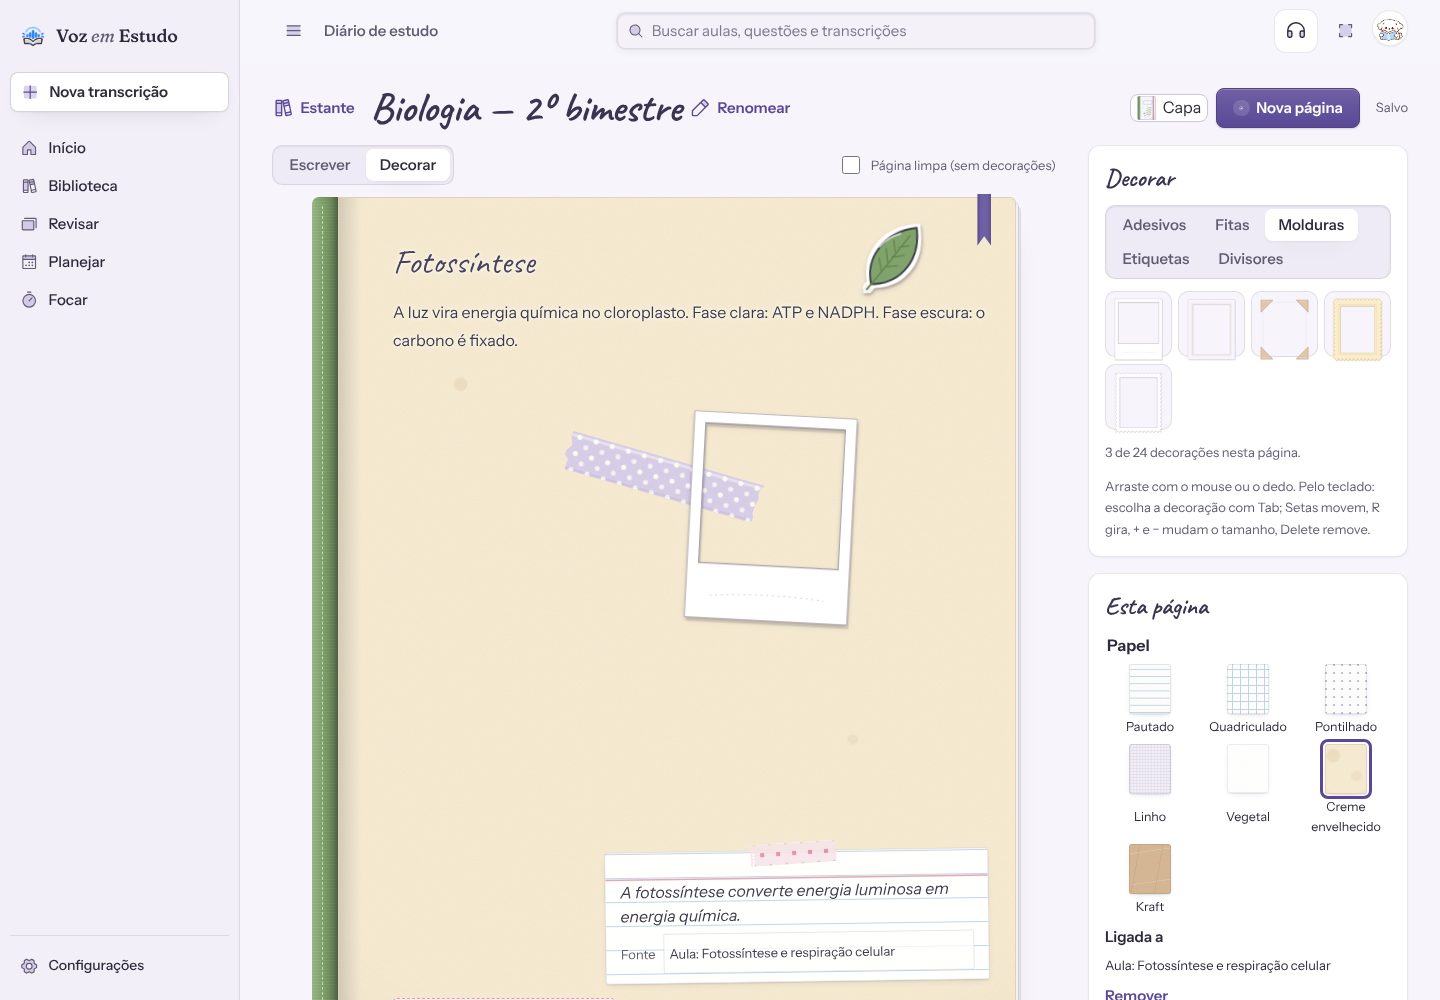 Voz em Estudo
Nova transcrição
Início
Biblioteca
Revisar
Planejar
Focar
Configurações
Diário de estudo
Buscar aulas, questões e transcrições
Estante
Biologia — 2º bimestre
Renomear
Capa
Nova página
Salvo
Escrever
Decorar
Página limpa (sem decorações)
Fotossíntese
A luz vira energia química no cloroplasto. Fase clara: ATP e NADPH. Fase escura: o
carbono é fixado.
A fotossíntese converte energia luminosa em
energia química.
Fonte
Aula: Fotossíntese e respiração celular
Decorar
Adesivos
Fitas
Molduras
Etiquetas
Divisores
3 de 24 decorações nesta página.
Arraste com o mouse ou o dedo. Pelo teclado:
escolha a decoração com Tab; Setas movem, R
gira, + e − mudam o tamanho, Delete remove.
Esta página
Papel
Pautado
Quadriculado
Pontilhado
Linho
Vegetal
Creme
envelhecido
Kraft
Ligada a
Aula: Fotossíntese e respiração celular
Remover